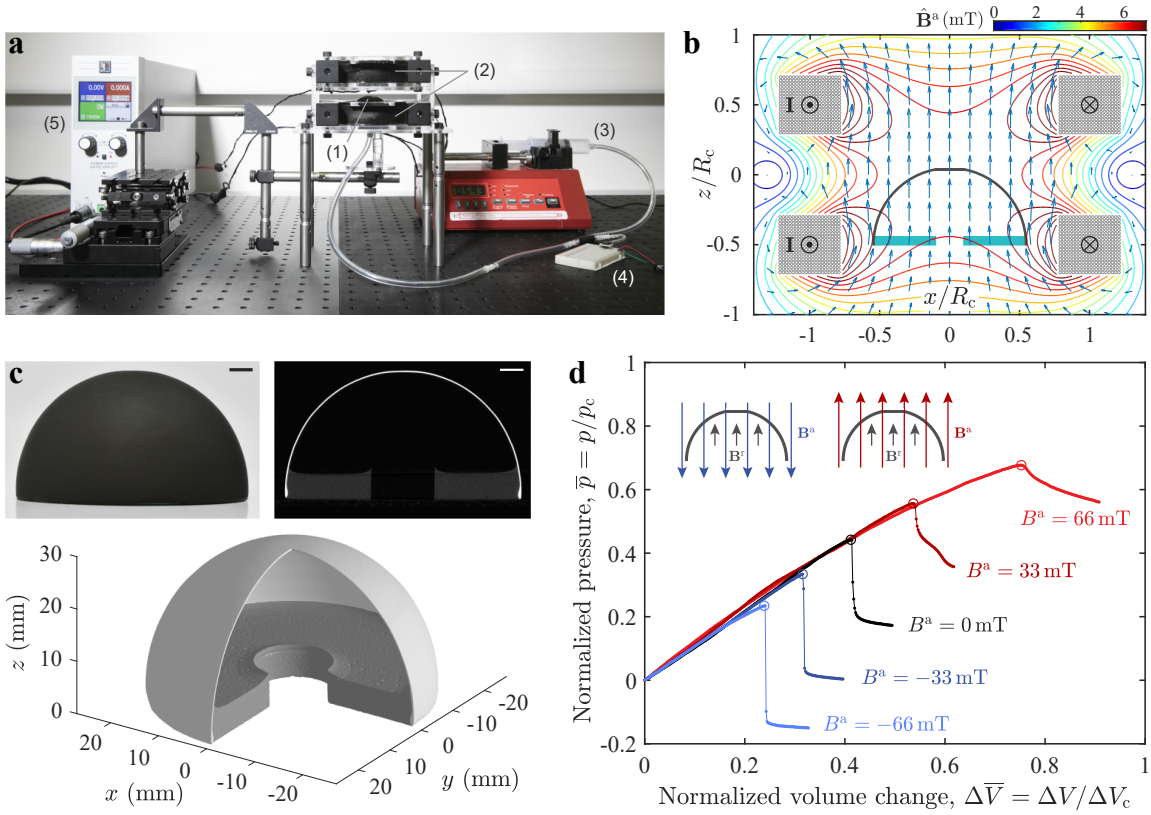 a
(1)
(2)
(3)
(4)
(5)
0.00V 0.000A
b
B̂ᵃ (mT) 0 2 4 6
z/R_c
1
0.5
0
-0.5
-1
I
I
x/R_c
-1 -0.5 0 0.5 1
c
z (mm)
30
20
10
0
20 10 0 -10 -20
x (mm)
-20
-10
0
10
20
y (mm)
d
Normalized pressure, p̅ = p/p_c
1
0.8
0.6
0.4
0.2
0
-0.2
Bᵃ
Bʳ
Bᵃ
Bʳ
Bᵃ = 66 mT
Bᵃ = 33 mT
Bᵃ = 0 mT
Bᵃ = −33 mT
Bᵃ = −66 mT
0 0.2 0.4 0.6 0.8 1
Normalized volume change, ΔV̅ = ΔV/ΔV_c